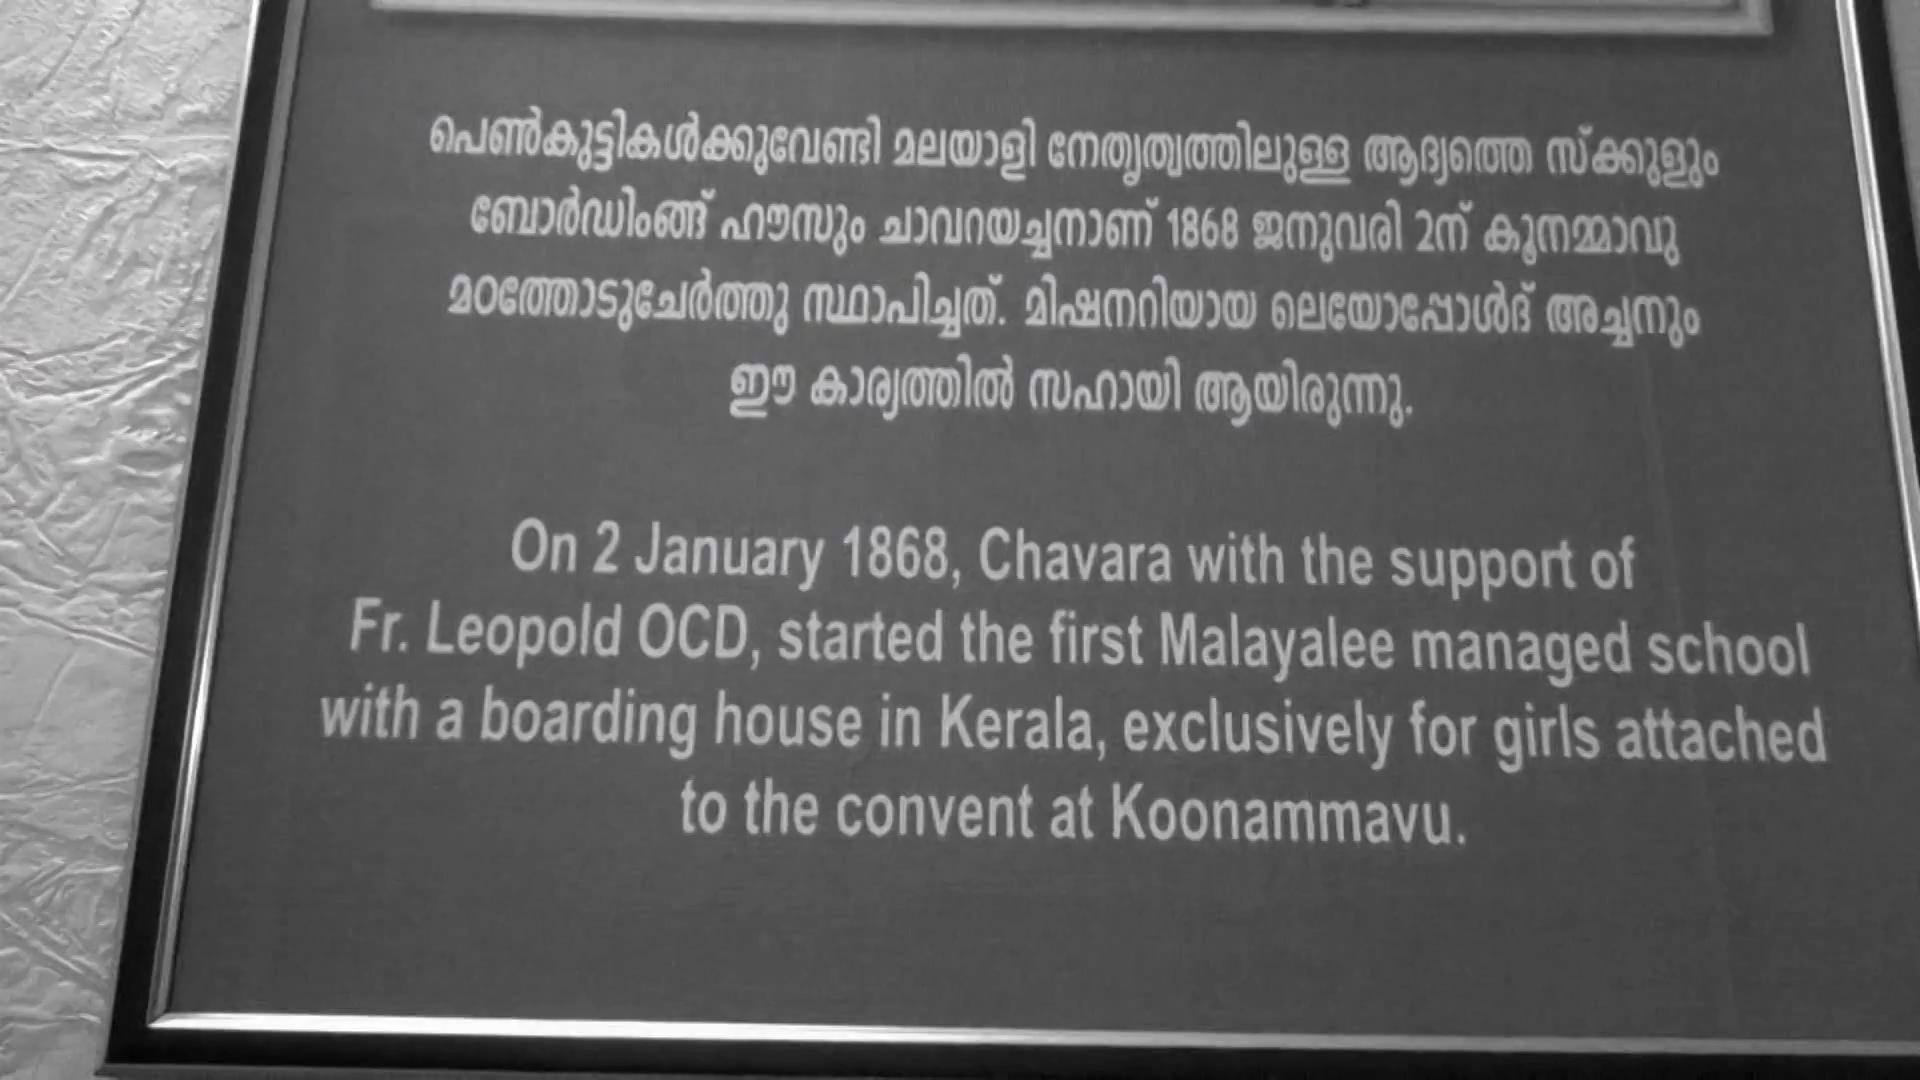 പെൺകുട്ടികൾക്കുവേണ്ടി മലയാളി നേതൃത്വത്തിലുള്ള ആദ്യത്തെ സ്ക്കൂളും
ബോർഡിംങ്ങ് ഹൗസും ചാവറയച്ചനാണ് 1868 ജനുവരി 2ന് കൂനമ്മാവു
മഠത്തോടുചേർത്തു സ്ഥാപിച്ചത്. മിഷനറിയായ ലെയോപ്പോൾദ് അച്ചനും
ഈ കാര്യത്തിൽ സഹായി ആയിരുന്നു.
On 2 January 1868, Chavara with the support of
Fr. Leopold OCD, started the first Malayalee managed school
with a boarding house in Kerala, exclusively for girls attached
to the convent at Koonammavu.